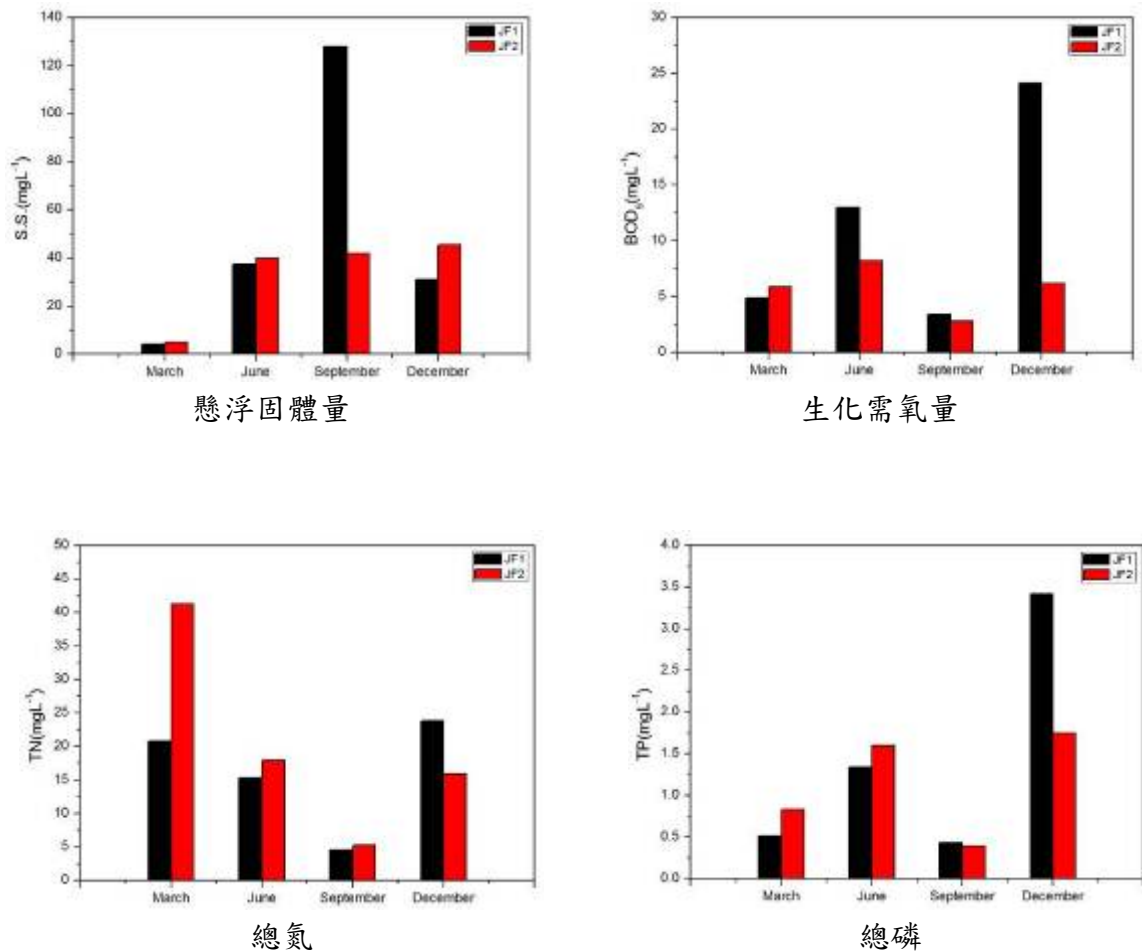 140
120
100
80
60
40
20
0
S.S.(mgL⁻¹)
JF1
JF2
March June September December
懸浮固體量
30
25
20
15
10
5
0
BOD₅(mgL⁻¹)
JF1
JF2
March June September December
生化需氧量
50
45
40
35
30
25
20
15
10
5
0
TN(mgL⁻¹)
JF1
JF2
March June September December
總氮
4.0
3.5
3.0
2.5
2.0
1.5
1.0
0.5
0.0
TP(mgL⁻¹)
JF1
JF2
March June September December
總磷